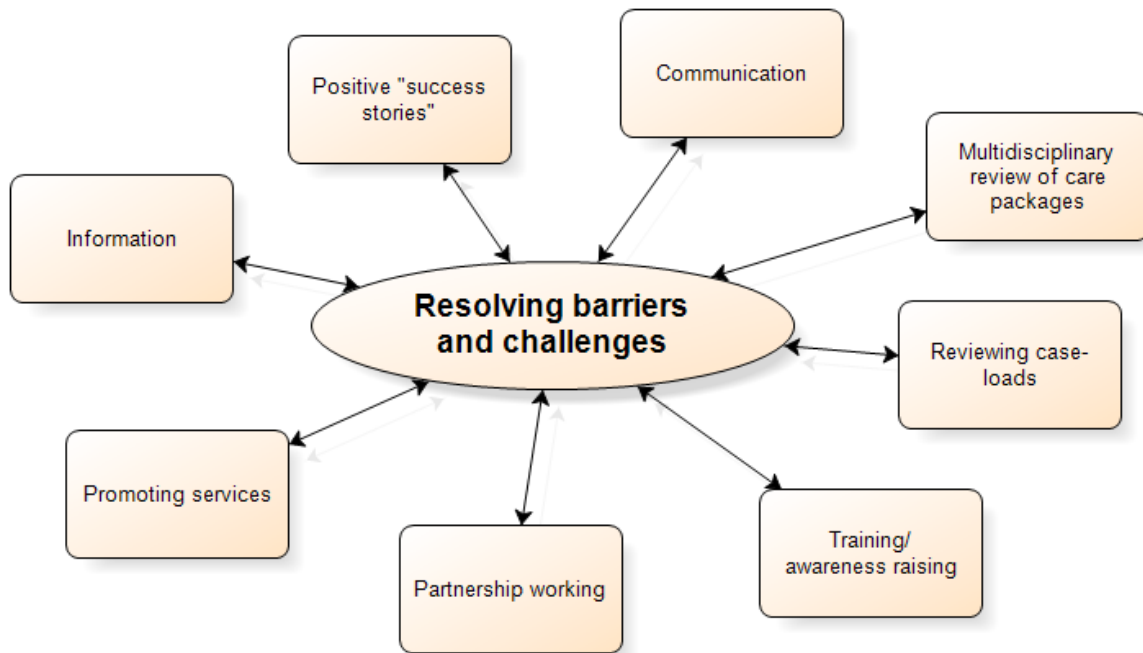 Positive "success
stories"
Communication
Multidisciplinary
review of care
packages
Information
Resolving barriers
and challenges
Reviewing case-
loads
Promoting services
Partnership working
Training/
awareness raising